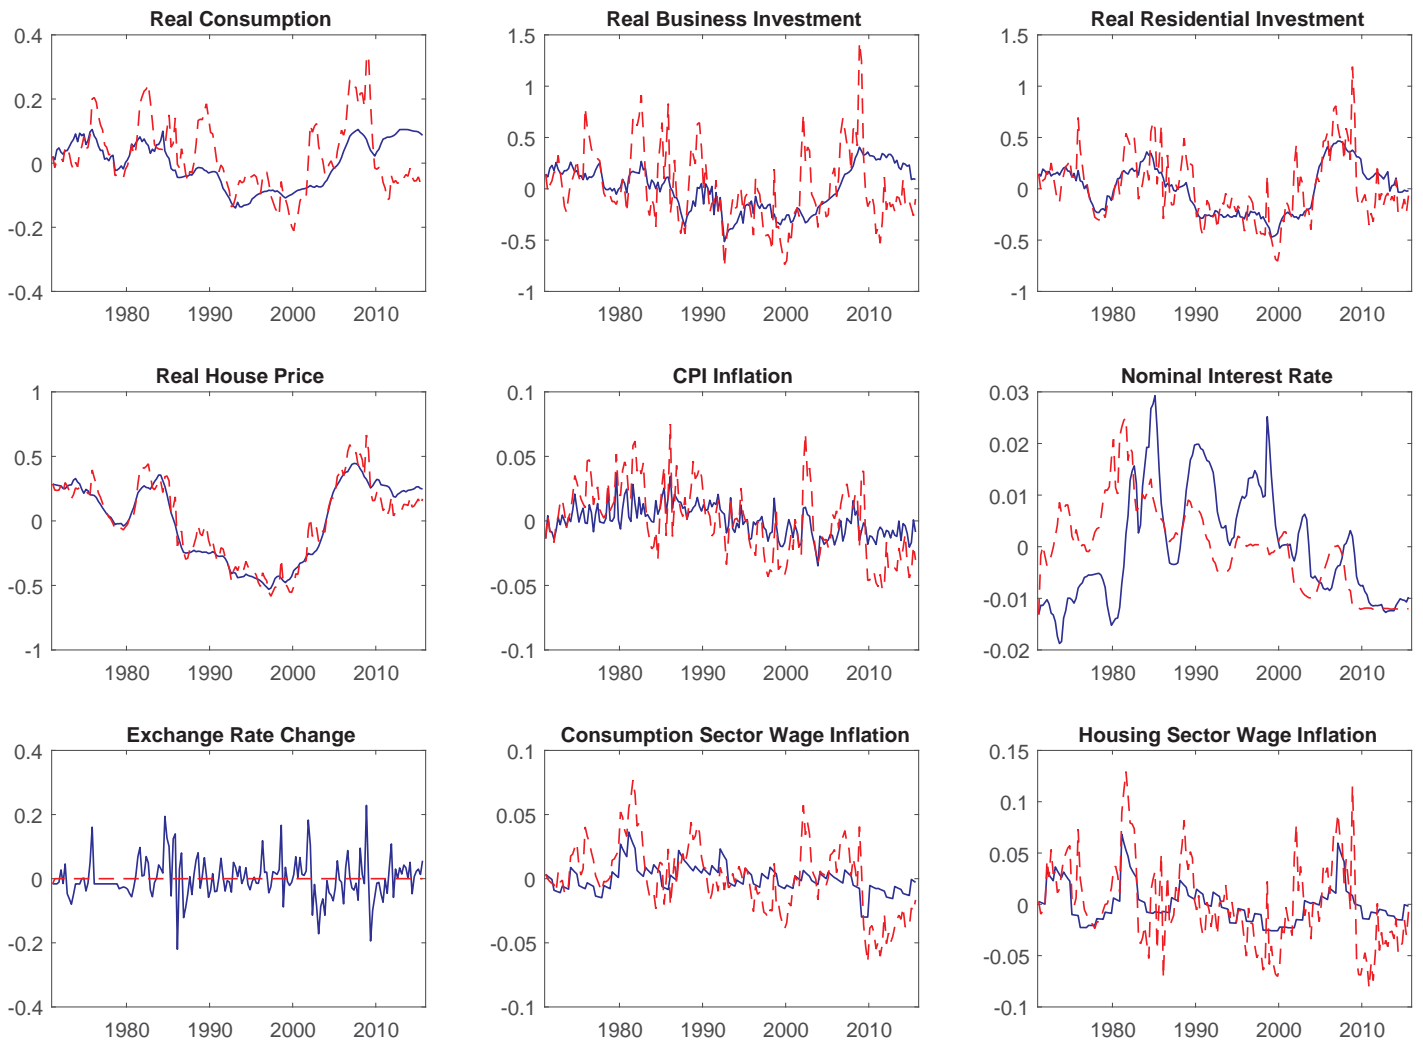 Real Consumption
0.4
0.2
0
-0.2
-0.4
1980 1990 2000 2010
Real Business Investment
1.5
1
0.5
0
-0.5
-1
1980 1990 2000 2010
Real Residential Investment
1.5
1
0.5
0
-0.5
-1
1980 1990 2000 2010
Real House Price
1
0.5
0
-0.5
-1
1980 1990 2000 2010
CPI Inflation
0.1
0.05
0
-0.05
-0.1
1980 1990 2000 2010
Nominal Interest Rate
0.03
0.02
0.01
0
-0.01
-0.02
1980 1990 2000 2010
Exchange Rate Change
0.4
0.2
0
-0.2
-0.4
1980 1990 2000 2010
Consumption Sector Wage Inflation
0.1
0.05
0
-0.05
-0.1
1980 1990 2000 2010
Housing Sector Wage Inflation
0.15
0.1
0.05
0
-0.05
-0.1
1980 1990 2000 2010